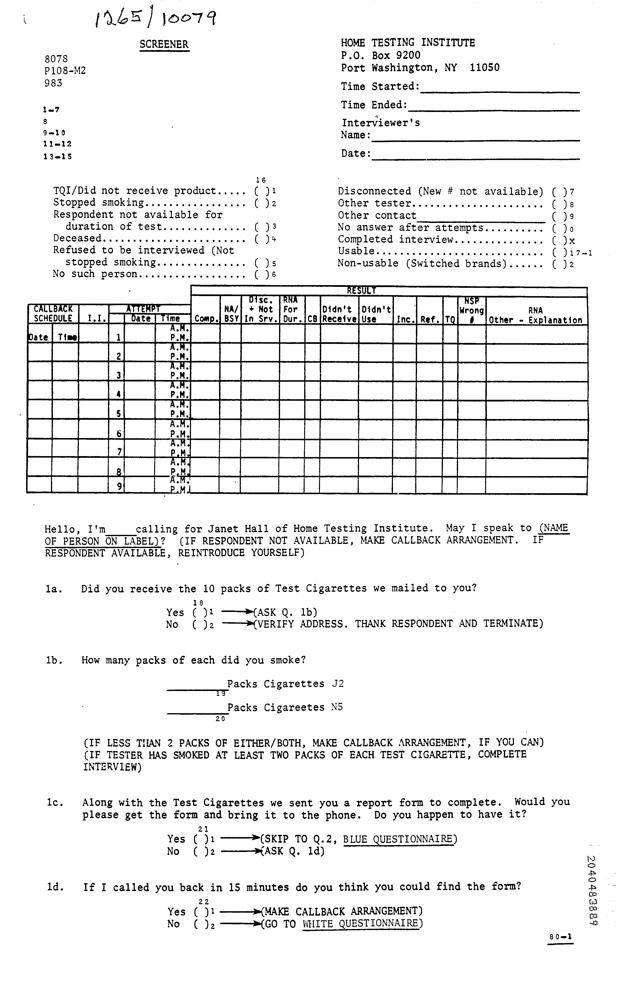 1265/10079
SCREENER
8078
P108-M2
983
1-7
8
9-10
11-12
13-15
HOME TESTING INSTITUTE
P.O. Box 9200
Port Washington, NY 11050
Time Started:
Time Ended:
Interviewer's
Name:
Date:
16
TQI/Did not receive product..... ( )1
Stopped smoking................ ( )2
Respondent not available for
duration of test.............. ( )3
Deceased....................... ( )4
Refused to be interviewed (Not
stopped smoking.............. ( )5
No such person................. ( )6
Disconnected (New # not available) ( )7
Other tester...................... ( )8
Other contact ( )9
No answer after attempts.......... ( )0
Completed interview............... ( )x
Usable............................ ( )17-1
Non-usable (Switched brands)...... ( )2
RESULT
CALLBACK SCHEDULE I.I. ATTEMPT Date Time Comp. NA/ BSY Disc. + Not In Srv. RNA For Dur. CB Didn't Receive Didn't Use Inc. Ref. TQ NSP Wrong # RNA Other - Explanation
Date Time 1 A.M. P.M.
2 A.M. P.M.
3 A.M. P.M.
4 A.M. P.M.
5 A.M. P.M.
6 A.M. P.M.
7 A.M. P.M.
8 A.M. P.M.
9 A.M. P.M.
Hello, I'm____calling for Janet Hall of Home Testing Institute. May I speak to (NAME
OF PERSON ON LABEL)? (IF RESPONDENT NOT AVAILABLE, MAKE CALLBACK ARRANGEMENT. IF
RESPONDENT AVAILABLE, REINTRODUCE YOURSELF)
1a. Did you receive the 10 packs of Test Cigarettes we mailed to you?
18
Yes ( )1 →(ASK Q. 1b)
No ( )2 →(VERIFY ADDRESS. THANK RESPONDENT AND TERMINATE)
1b. How many packs of each did you smoke?
Packs Cigarettes J2
19
Packs Cigareetes N5
20
(IF LESS THAN 2 PACKS OF EITHER/BOTH, MAKE CALLBACK ARRANGEMENT, IF YOU CAN)
(IF TESTER HAS SMOKED AT LEAST TWO PACKS OF EACH TEST CIGARETTE, COMPLETE
INTERVIEW)
1c. Along with the Test Cigarettes we sent you a report form to complete. Would you
please get the form and bring it to the phone. Do you happen to have it?
21
Yes ( )1 →(SKIP TO Q.2, BLUE QUESTIONNAIRE)
No ( )2 →(ASK Q. 1d)
1d. If I called you back in 15 minutes do you think you could find the form?
22
Yes ( )1 →(MAKE CALLBACK ARRANGEMENT)
No ( )2 →(GO TO WHITE QUESTIONNAIRE)
80-1
2040483889